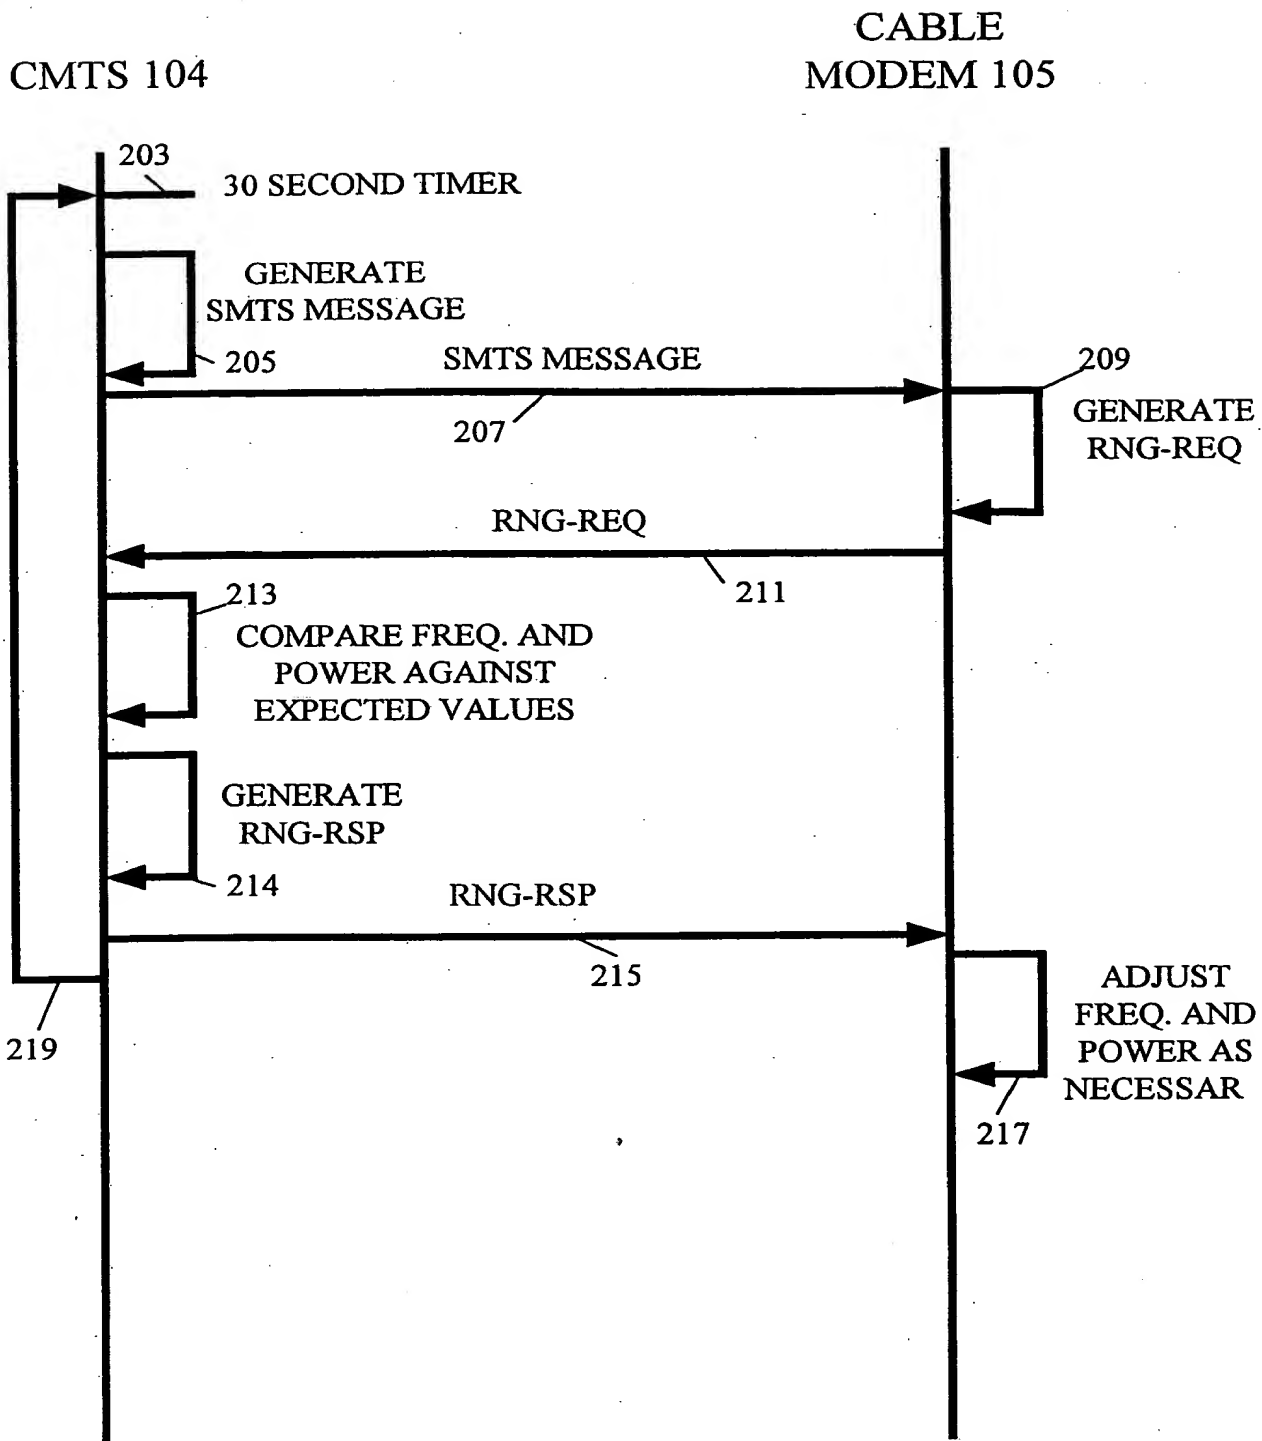 CABLE
MODEM 105
CMTS 104
203
30 SECOND TIMER
GENERATE
SMTS MESSAGE
205
SMTS MESSAGE
207
209
GENERATE
RNG-REQ
RNG-REQ
211
213
COMPARE FREQ. AND
POWER AGAINST
EXPECTED VALUES
GENERATE
RNG-RSP
214
RNG-RSP
215
219
ADJUST
FREQ. AND
POWER AS
NECESSAR
217